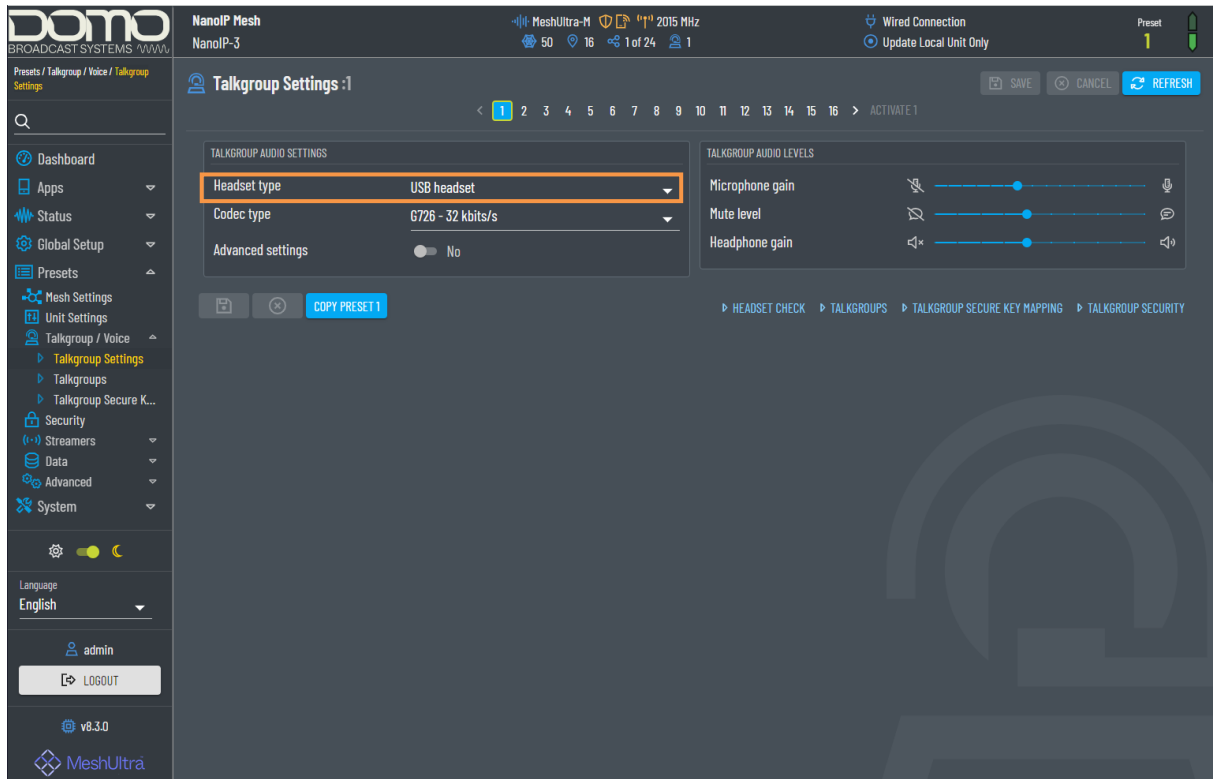 DOMO
BROADCAST SYSTEMS
NanoIP Mesh
NanoIP-3
MeshUltra-M 2015 MHz
50 16 1 of 24 1
Wired Connection
Update Local Unit Only
Preset
1
Presets / Talkgroup / Voice / Talkgroup
Settings
Dashboard
Apps
Status
Global Setup
Presets
Mesh Settings
Unit Settings
Talkgroup / Voice
Talkgroup Settings
Talkgroups
Talkgroup Secure K...
Security
Streamers
Data
Advanced
System
Language
English
admin
LOGOUT
v8.3.0
MeshUltra
Talkgroup Settings :1
SAVE CANCEL REFRESH
< 1 2 3 4 5 6 7 8 9 10 11 12 13 14 15 16 > ACTIVATE 1
TALKGROUP AUDIO SETTINGS
Headset type USB headset
Codec type G726 - 32 kbits/s
Advanced settings No
TALKGROUP AUDIO LEVELS
Microphone gain
Mute level
Headphone gain
COPY PRESET 1
HEADSET CHECK TALKGROUPS TALKGROUP SECURE KEY MAPPING TALKGROUP SECURITY